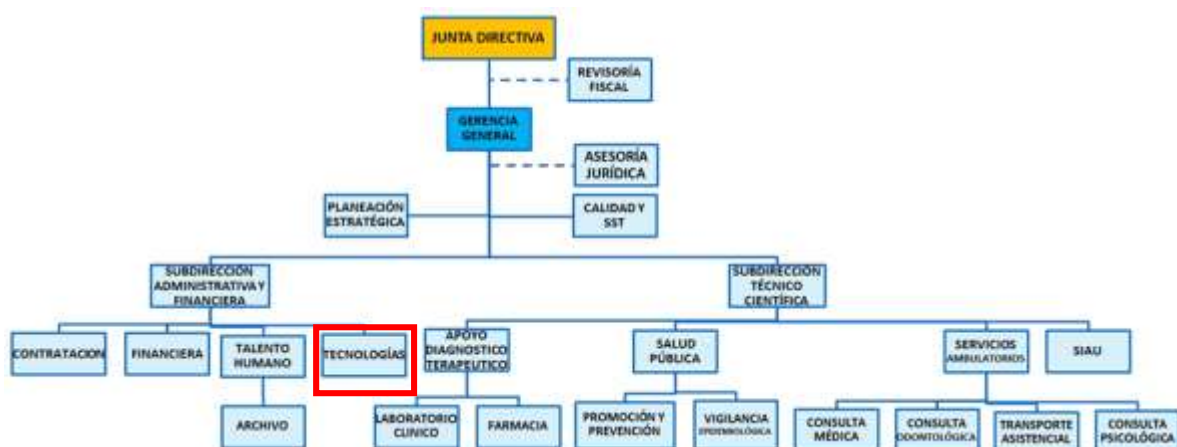 JUNTA DIRECTIVA
REVISORÍA
FISCAL
GERENCIA
GENERAL
ASESORÍA
JURÍDICA
PLANEACIÓN
ESTRATÉGICA
CALIDAD Y
SST
SUBDIRECCIÓN
ADMINISTRATIVA Y
FINANCIERA
SUBDIRECCIÓN
TÉCNICO
CIENTÍFICA
CONTRATACION
FINANCIERA
TALENTO
HUMANO
TECNOLOGÍAS
APOYO
DIAGNOSTICO
TERAPEUTICO
SALUD
PÚBLICA
SERVICIOS
AMBULATORIOS
SIAU
ARCHIVO
LABORATORIO
CLINICO
FARMACIA
PROMOCIÓN Y
PREVENCIÓN
VIGILANCIA
EPIDEMIOLÓGICA
CONSULTA
MÉDICA
CONSULTA
ODONTOLÓGICA
TRANSPORTE
ASISTENCIAL
CONSULTA
PSICOLÓGICA